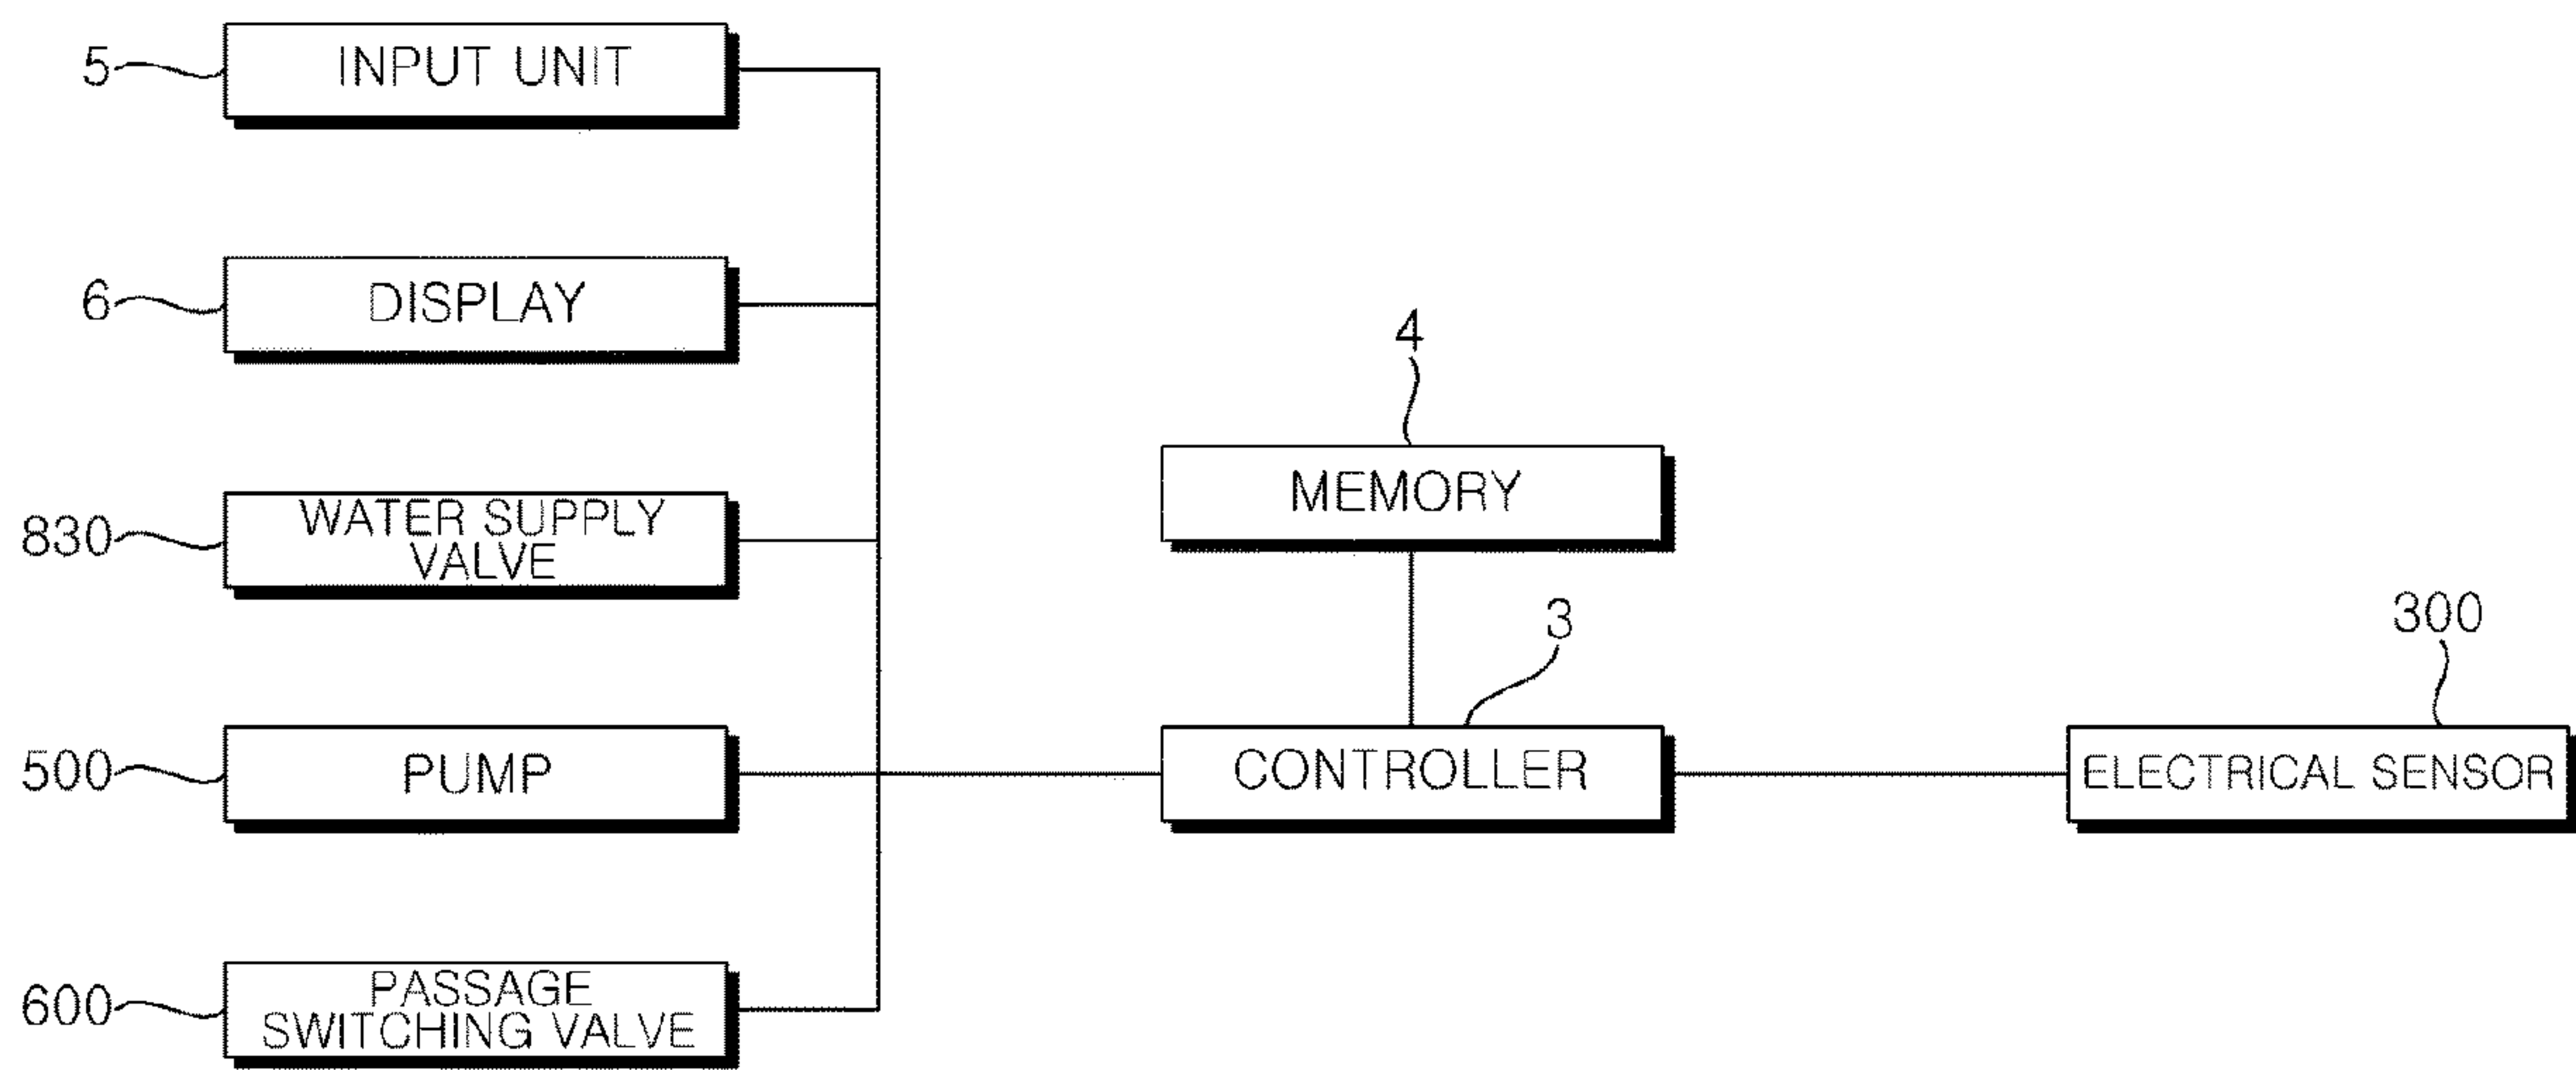 5
INPUT UNIT
6
DISPLAY
830
WATER SUPPLY
VALVE
500
PUMP
600
PASSAGE
SWITCHING VALVE
4
MEMORY
3
CONTROLLER
300
ELECTRICAL SENSOR